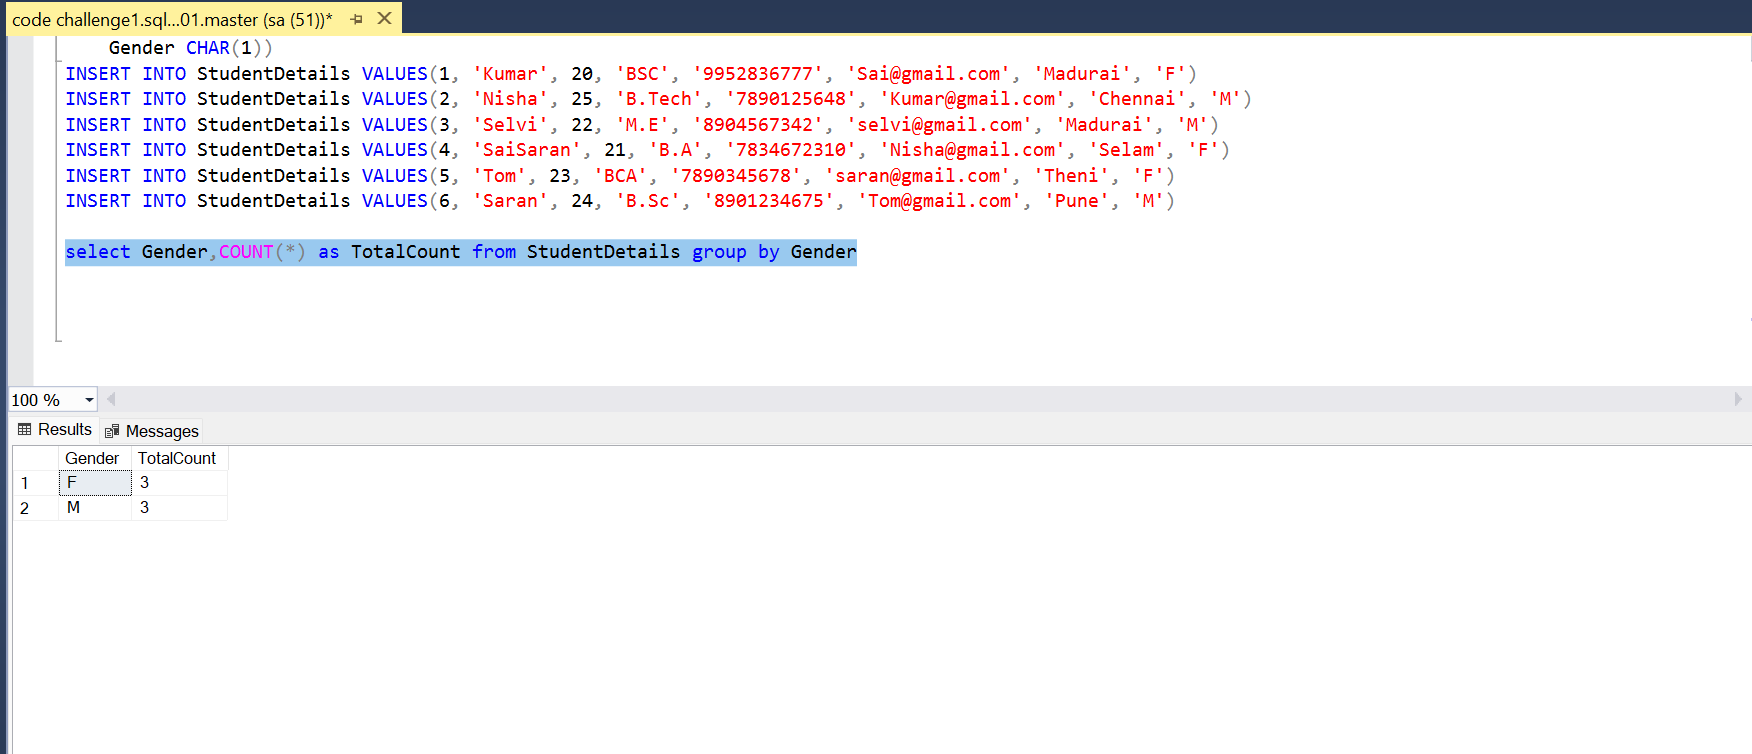 code challenge1.sql...01.master (sa (51))*
Gender CHAR(1))
INSERT INTO StudentDetails VALUES(1, 'Kumar', 20, 'BSC', '9952836777', 'Sai@gmail.com', 'Madurai', 'F')
INSERT INTO StudentDetails VALUES(2, 'Nisha', 25, 'B.Tech', '7890125648', 'Kumar@gmail.com', 'Chennai', 'M')
INSERT INTO StudentDetails VALUES(3, 'Selvi', 22, 'M.E', '8904567342', 'selvi@gmail.com', 'Madurai', 'M')
INSERT INTO StudentDetails VALUES(4, 'SaiSaran', 21, 'B.A', '7834672310', 'Nisha@gmail.com', 'Selam', 'F')
INSERT INTO StudentDetails VALUES(5, 'Tom', 23, 'BCA', '7890345678', 'saran@gmail.com', 'Theni', 'F')
INSERT INTO StudentDetails VALUES(6, 'Saran', 24, 'B.Sc', '8901234675', 'Tom@gmail.com', 'Pune', 'M')
select Gender,COUNT(*) as TotalCount from StudentDetails group by Gender
100 %
Results Messages
Gender TotalCount
1 F 3
2 M 3